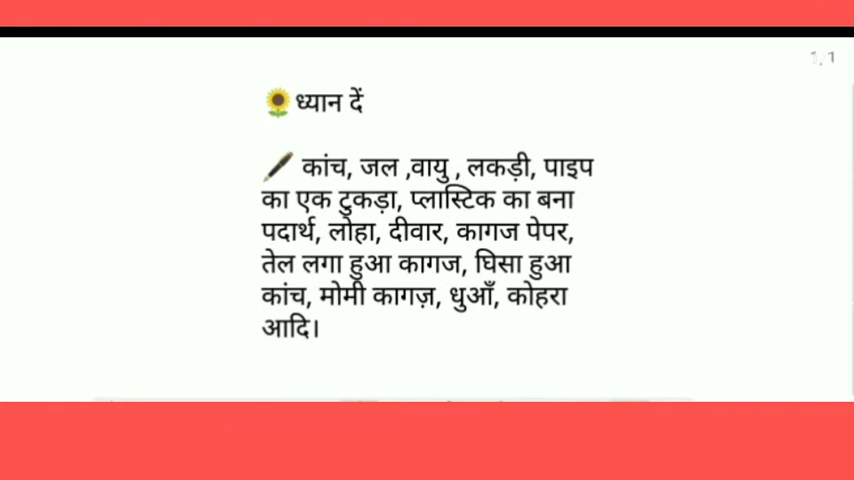 1, 1
ध्यान दें
कांच, जल ,वायु , लकड़ी, पाइप
का एक टुकड़ा, प्लास्टिक का बना
पदार्थ, लोहा, दीवार, कागज पेपर,
तेल लगा हुआ कागज, घिसा हुआ
कांच, मोमी कागज़, धुआँ, कोहरा
आदि।